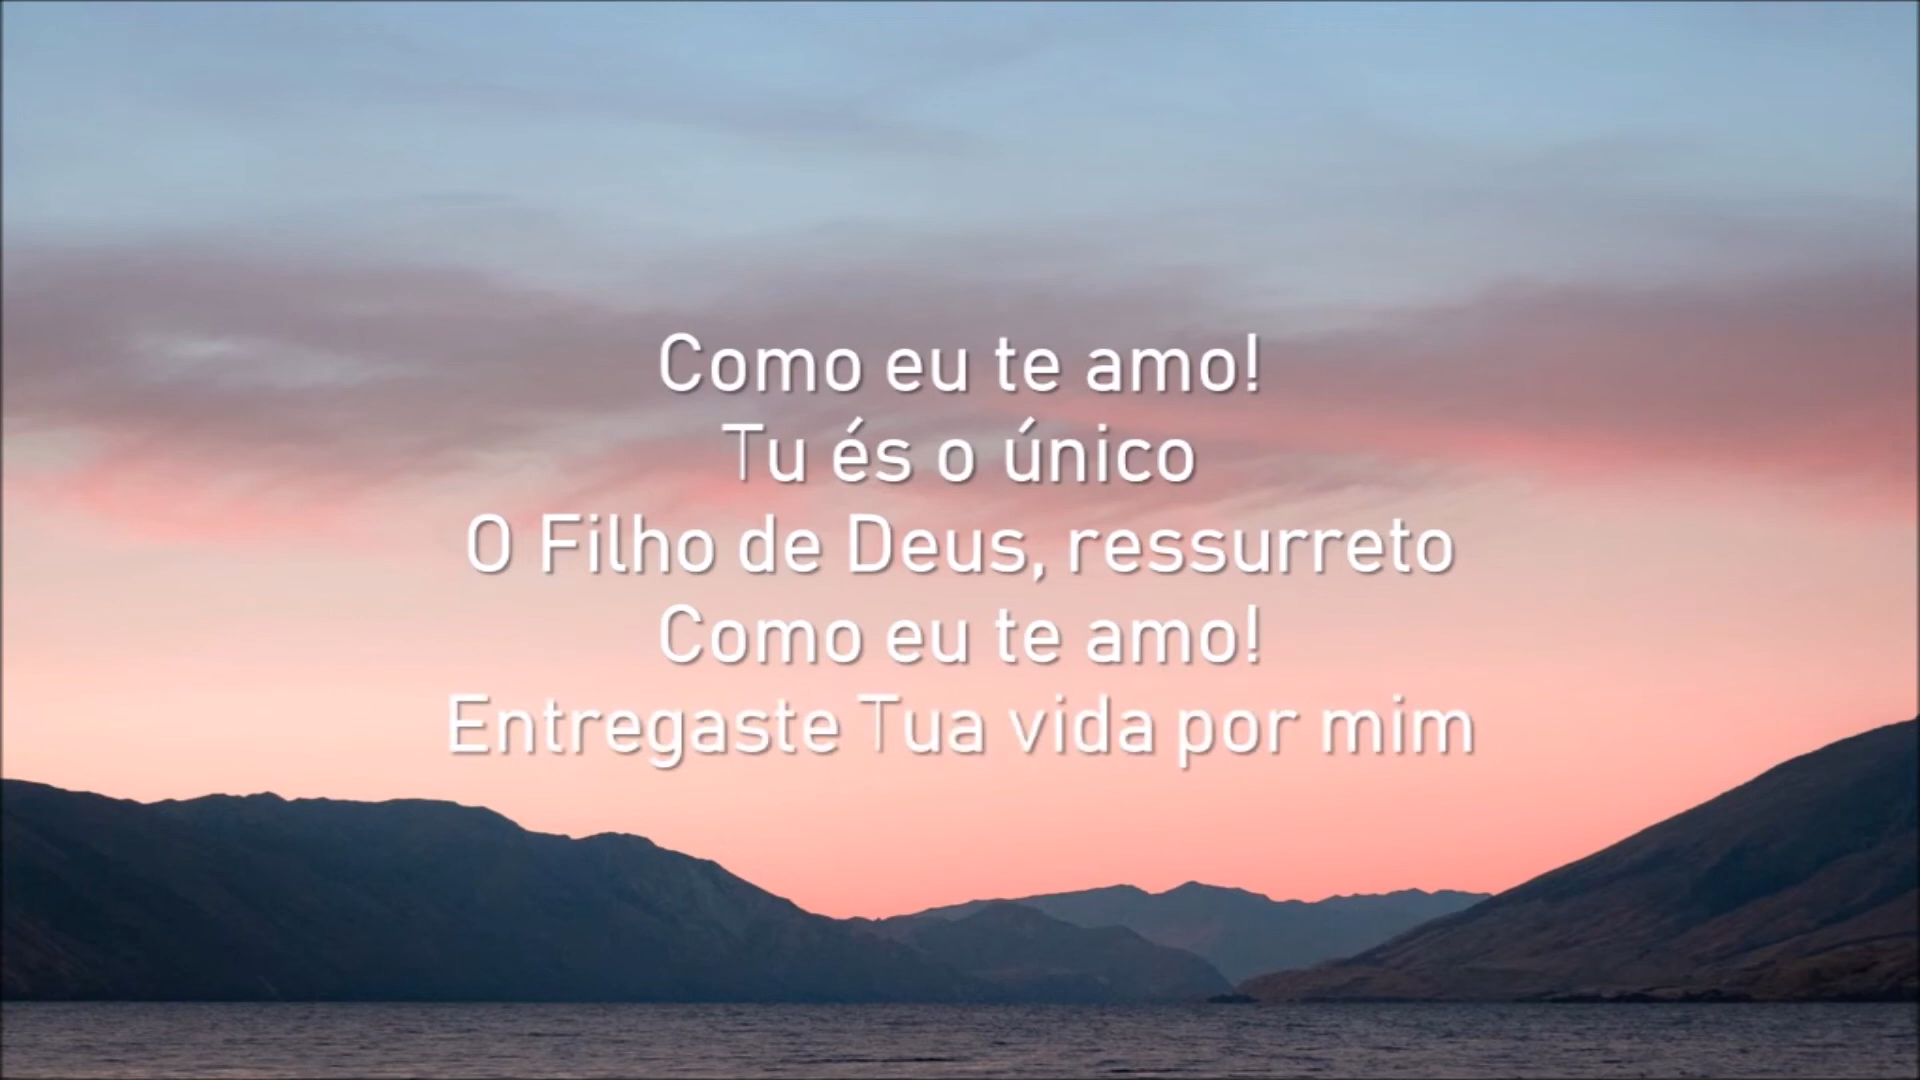 Como eu te amo!
Tu és o único
O Filho de Deus, ressurreto
Como eu te amo!
Entregaste Tua vida por mim